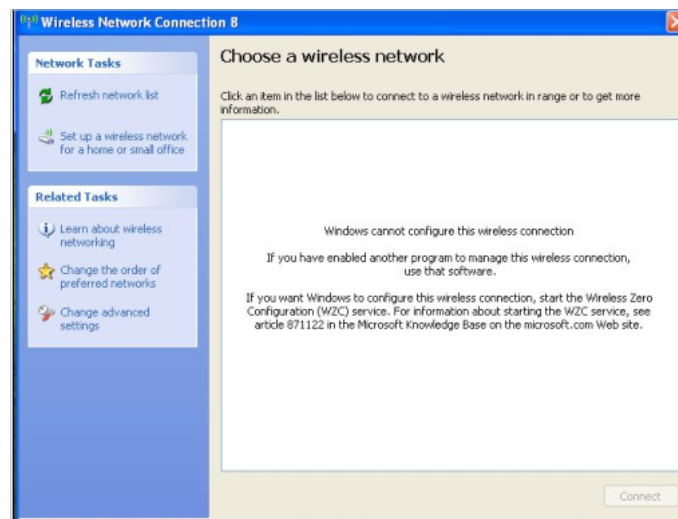 Wireless Network Connection 8
Network Tasks
Refresh network list
Set up a wireless network
for a home or small office
Related Tasks
Learn about wireless
networking
Change the order of
preferred networks
Change advanced
settings
Choose a wireless network
Click an item in the list below to connect to a wireless network in range or to get more
information.
Windows cannot configure this wireless connection
If you have enabled another program to manage this wireless connection,
use that software.
If you want Windows to configure this wireless connection, start the Wireless Zero
Configuration (WZC) service. For information about starting the WZC service, see
article 871122 in the Microsoft Knowledge Base on the microsoft.com Web site.
Connect